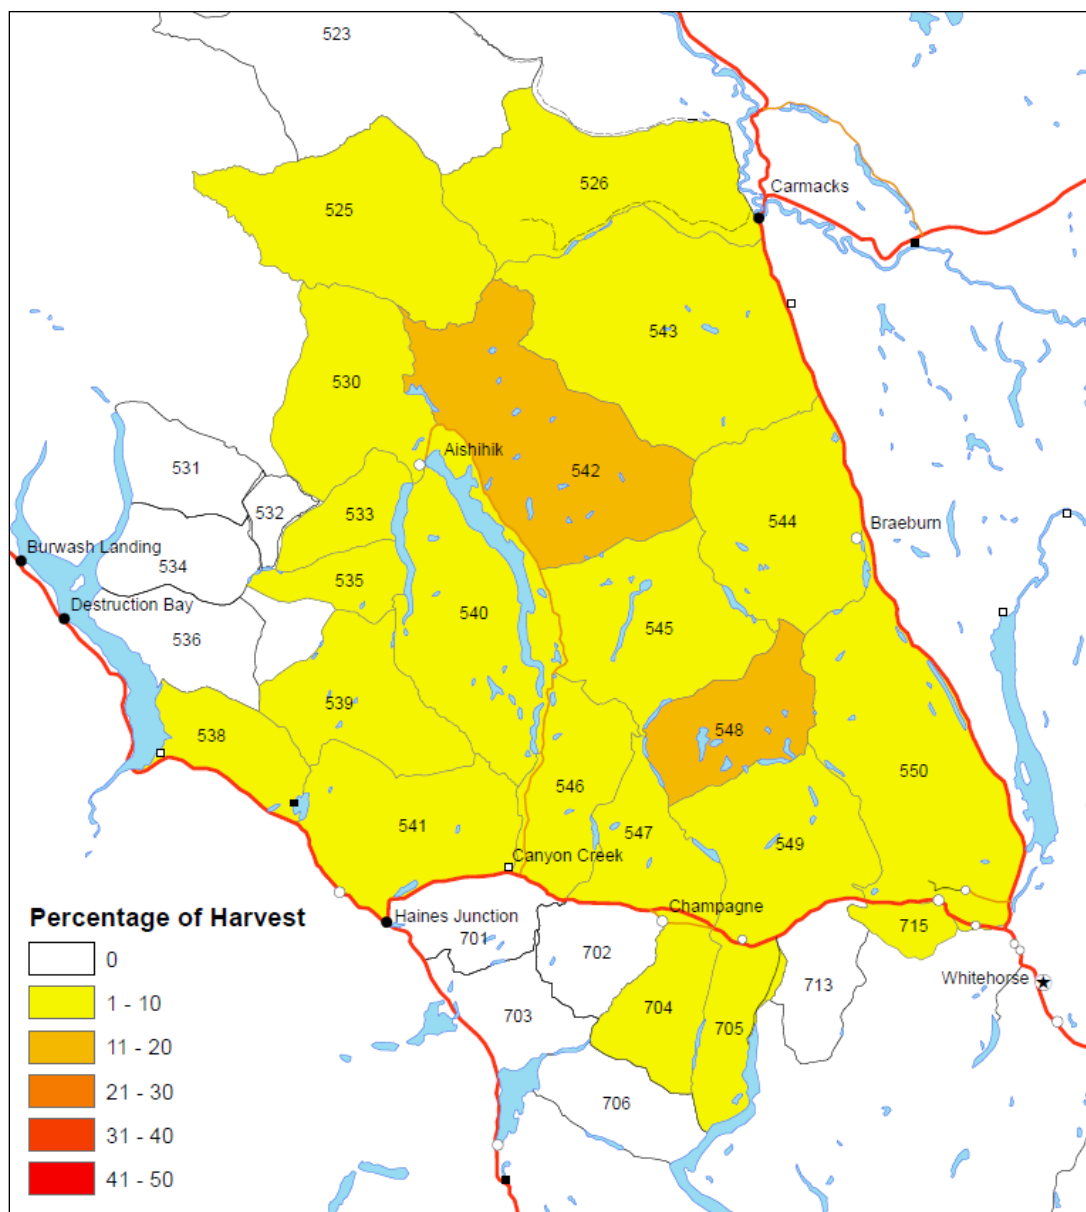 523
526
Carmacks
525
543
530
Aishihik
542
531
532
533
544
Braeburn
Burwash Landing
534
535
Destruction Bay
540
545
536
539
538
548
550
546
541
547
549
Canyon Creek
Percentage of Harvest
0
1 - 10
11 - 20
21 - 30
31 - 40
41 - 50
Haines Junction
Champagne
701
702
715
Whitehorse
713
704
703
705
706